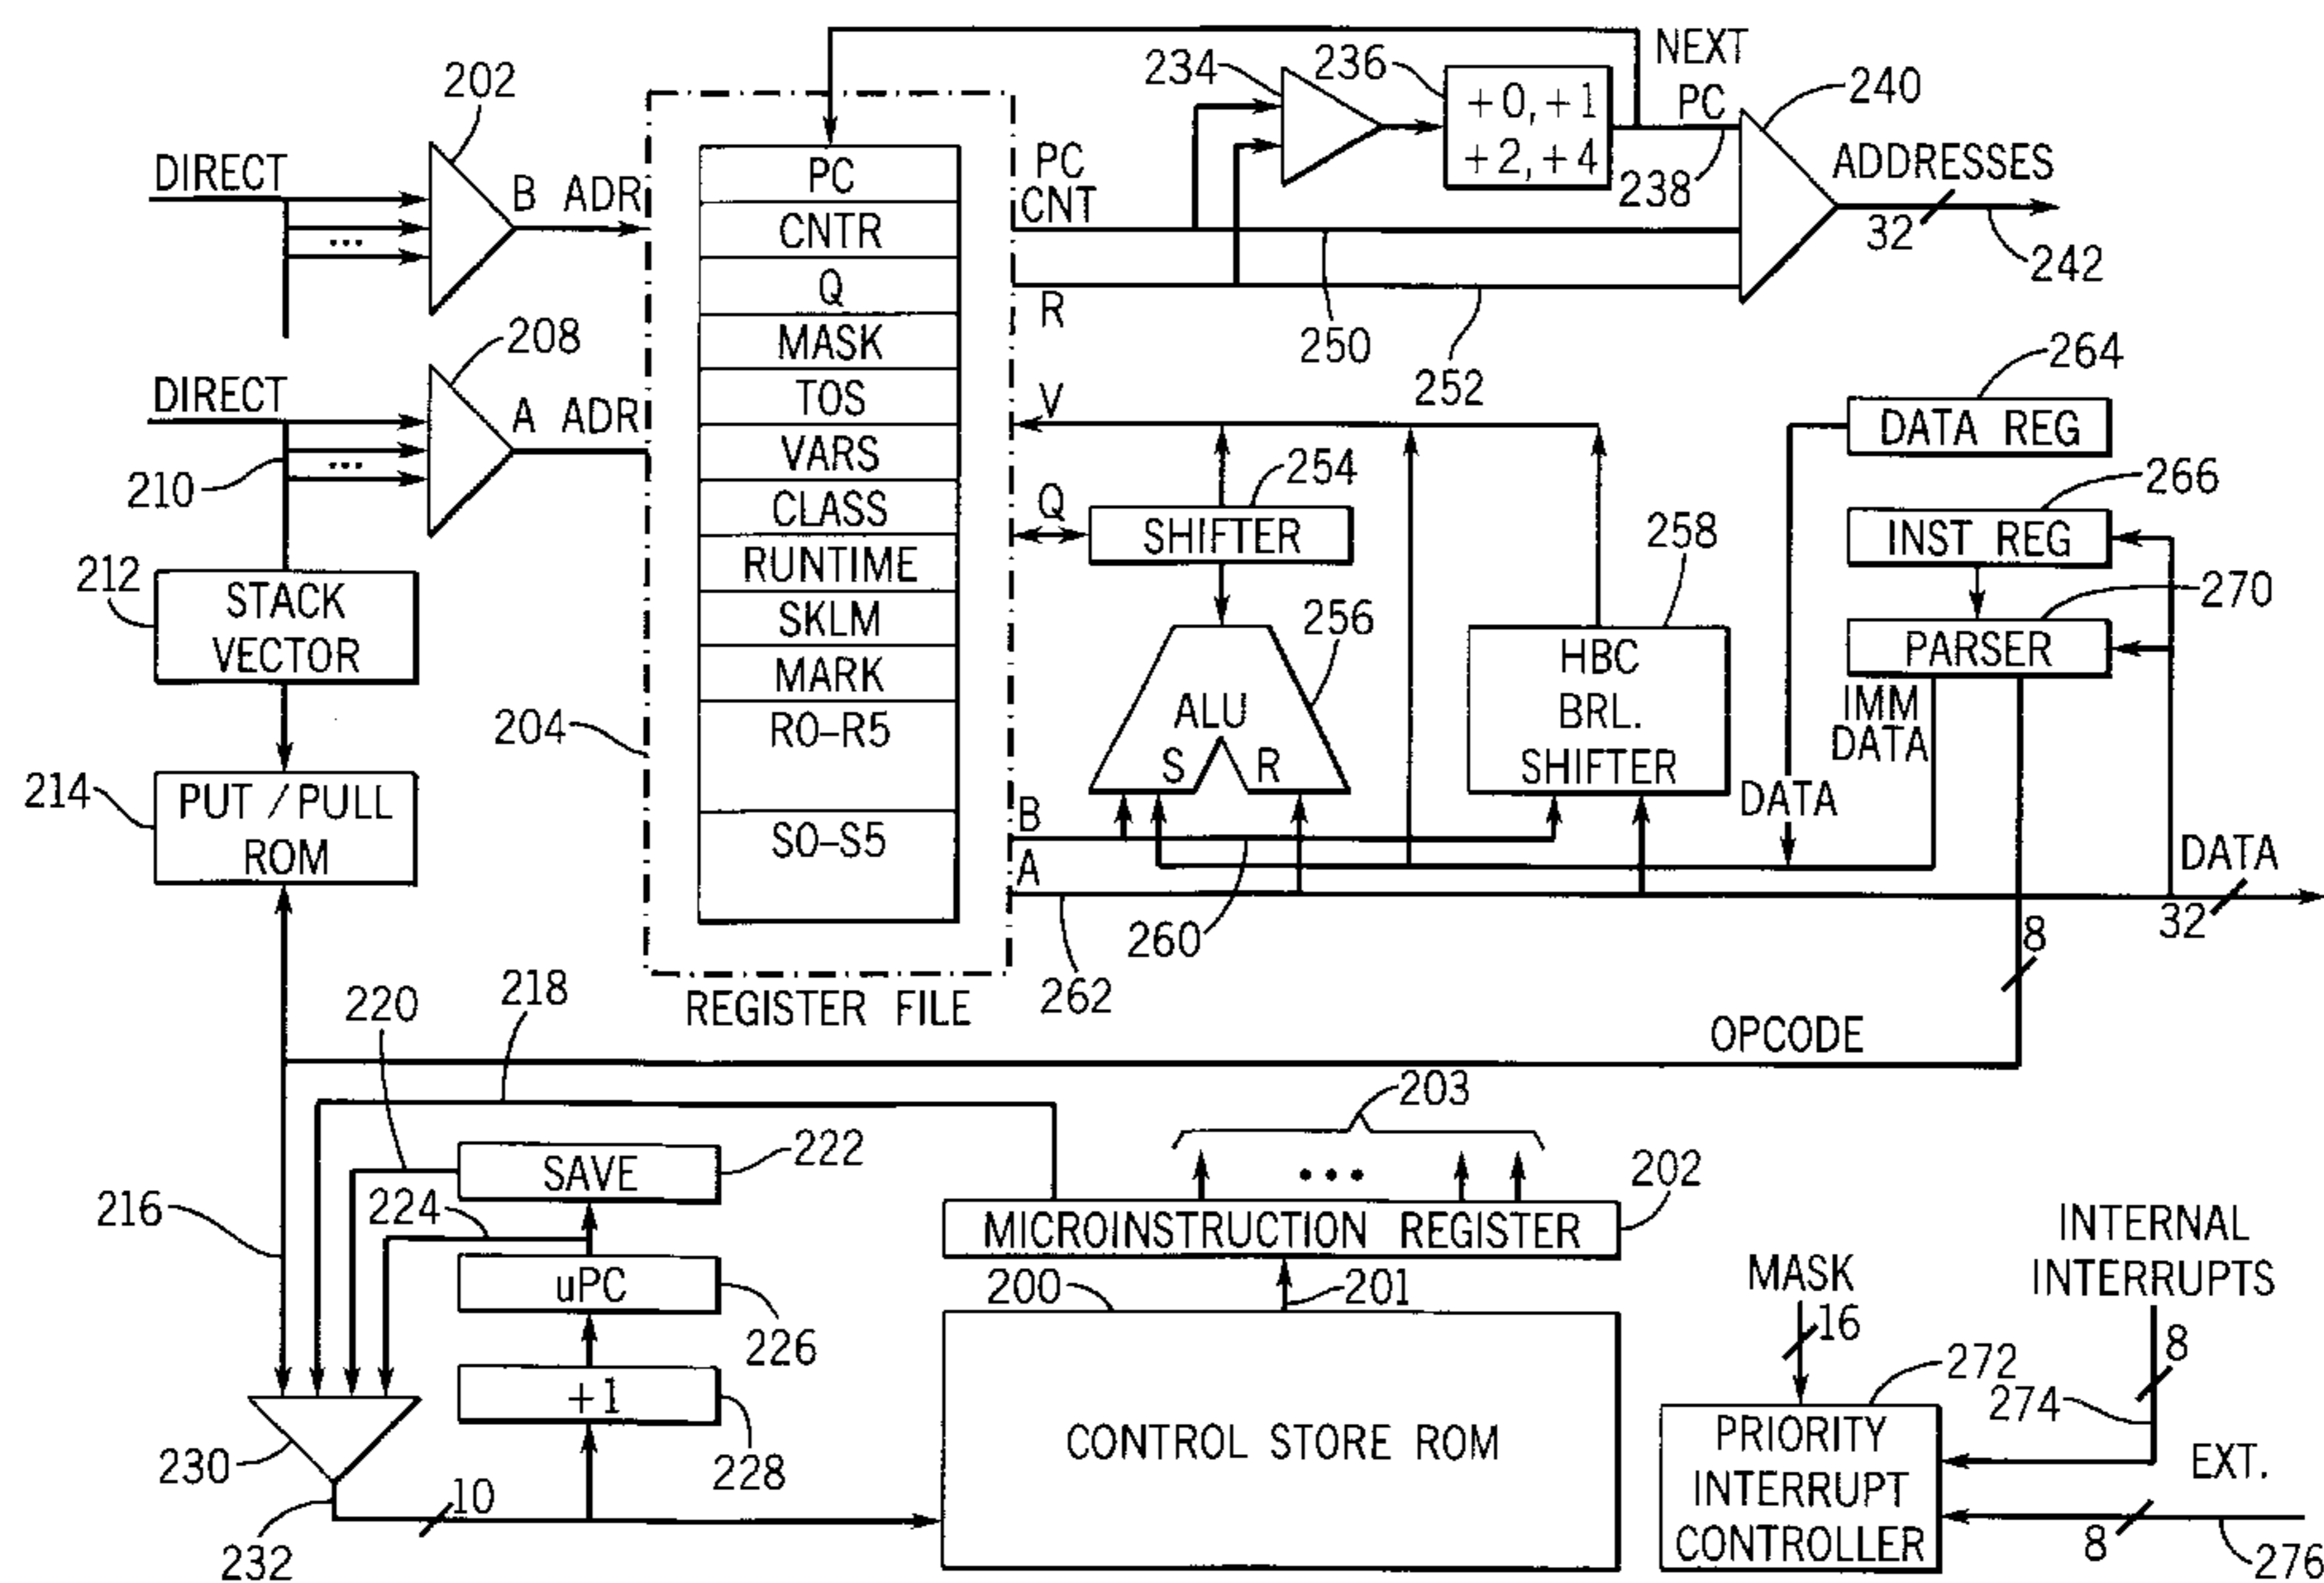 202
DIRECT
B ADR
...
208
DIRECT
A ADR
...
210
212
STACK
VECTOR
214
PUT / PULL
ROM
204
PC
CNTR
Q
MASK
TOS
VARS
CLASS
RUNTIME
SKLM
MARK
R0-R5
S0-S5
REGISTER FILE
234
236
+0, +1
+2, +4
NEXT
PC
238
240
ADDRESSES
32
242
PC
CNT
R
250
252
V
Q
254
SHIFTER
256
ALU
S
R
258
HBC
BRL.
SHIFTER
264
DATA REG
266
INST REG
270
PARSER
IMM
DATA
DATA
B
A
260
262
DATA
32
8
OPCODE
218
220
216
222
SAVE
224
uPC
226
+1
228
230
232
10
203
...
202
MICROINSTRUCTION REGISTER
200
201
CONTROL STORE ROM
MASK
16
INTERNAL
INTERRUPTS
8
274
272
PRIORITY
INTERRUPT
CONTROLLER
EXT.
8
276